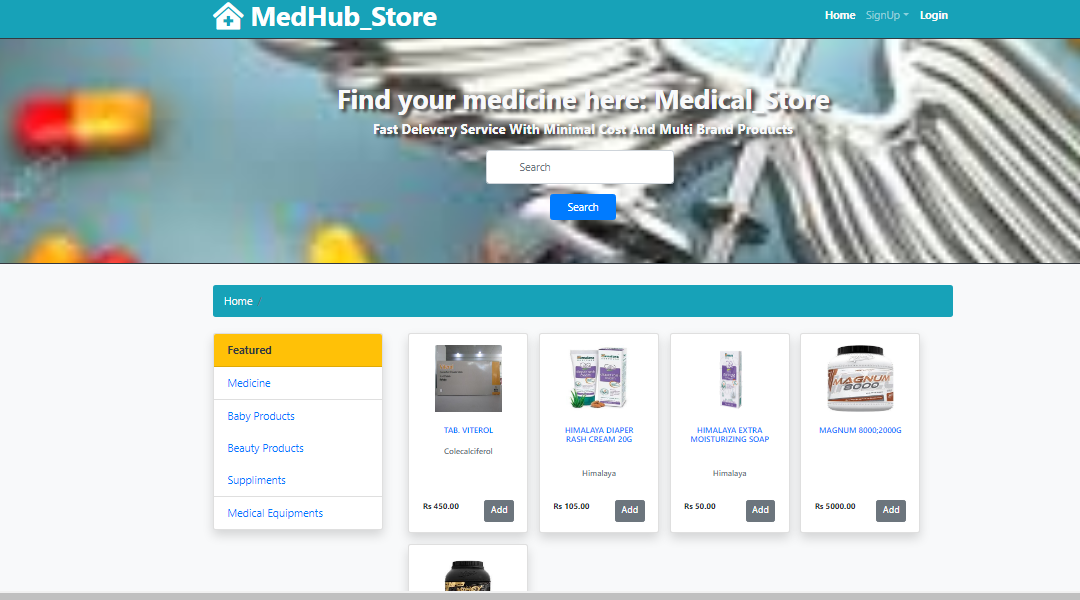 MedHub_Store
Home SignUp Login
Find your medicine here: Medical_Store
Fast Delevery Service With Minimal Cost And Multi Brand Products
Search
Search
Home
Featured
Medicine
Baby Products
Beauty Products
Suppliments
Medical Equipments
TAB. VITEROL
Colecalciferol
Rs 450.00 Add
HIMALAYA DIAPER
RASH CREAM 20G
Himalaya
Rs 105.00 Add
HIMALAYA EXTRA
MOISTURIZING SOAP
Himalaya
Rs 50.00 Add
MAGNUM
8000
MAGNUM 8000;2000G
Rs 5000.00 Add